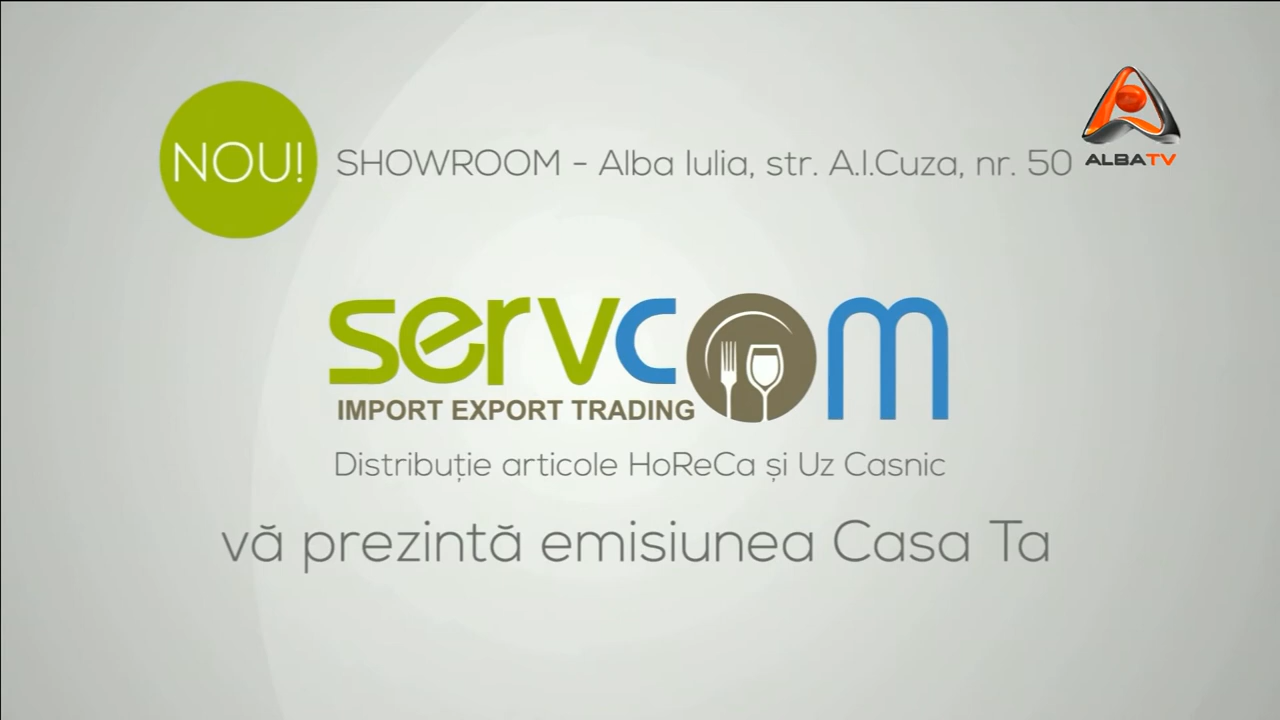 NOU!
SHOWROOM - Alba Iulia, str. A.I.Cuza, nr. 50
ALBATV
servcom
IMPORT EXPORT TRADING
Distribuție articole HoReCa și Uz Casnic
vă prezintă emisiunea Casa Ta